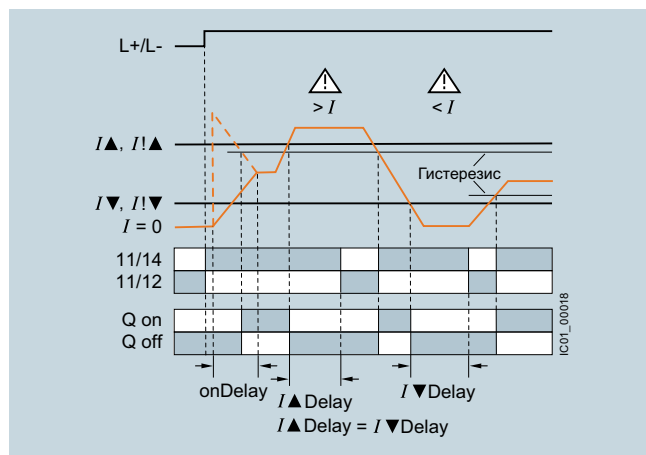 L+/L-
> I
< I
I▲, I!▲
Гистерезис
I▼, I!▼
I = 0
11/14
11/12
Q on
Q off
IC01_00018
onDelay
I▲Delay
I▼Delay
I▲Delay = I▼Delay